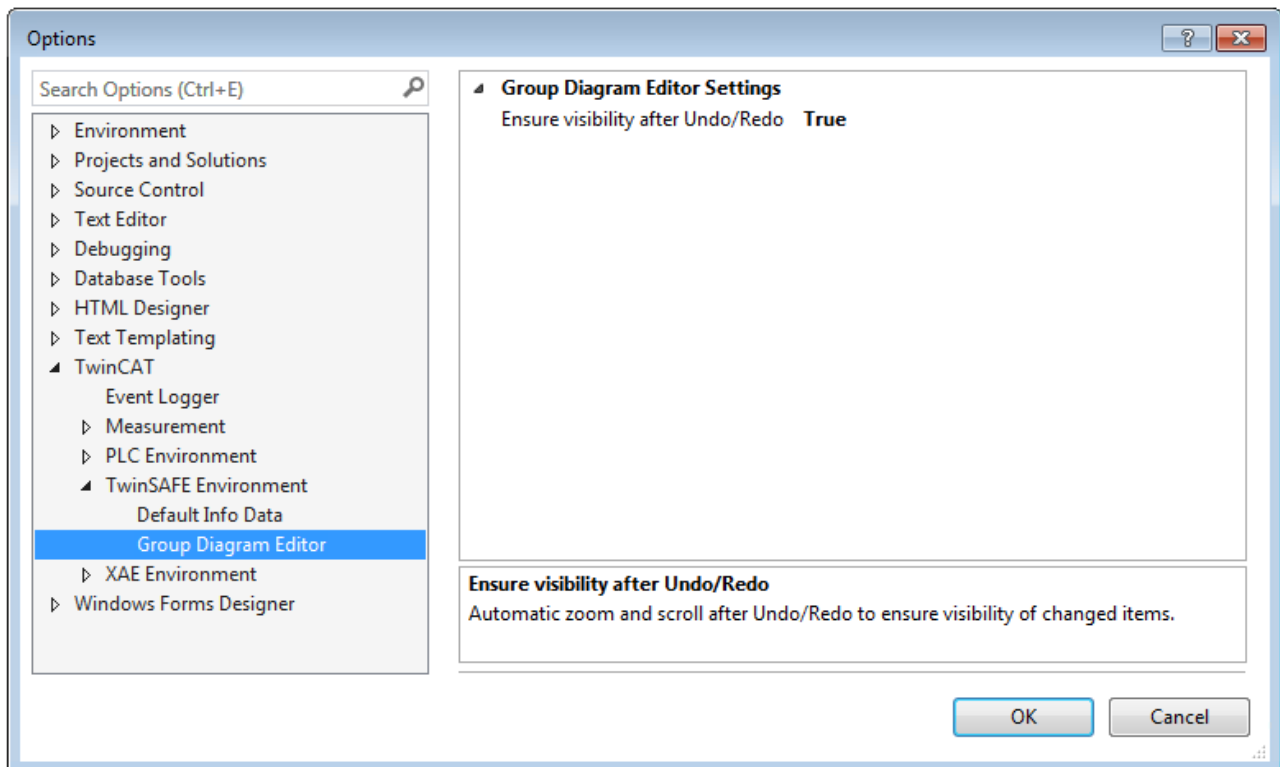 Options
Search Options (Ctrl+E)
Environment
Projects and Solutions
Source Control
Text Editor
Debugging
Database Tools
HTML Designer
Text Templating
TwinCAT
Event Logger
Measurement
PLC Environment
TwinSAFE Environment
Default Info Data
Group Diagram Editor
XAE Environment
Windows Forms Designer
Group Diagram Editor Settings
Ensure visibility after Undo/Redo True
Ensure visibility after Undo/Redo
Automatic zoom and scroll after Undo/Redo to ensure visibility of changed items.
OK
Cancel